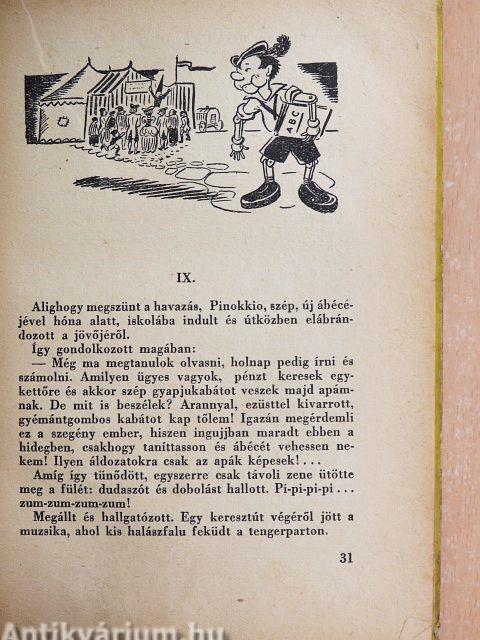 ABC
IX.
Alighogy megszünt a havazás, Pinokkio, szép, új ábécé-
jével hóna alatt, iskolába indult és útközben elábrán-
dozott a jövőjéről.
Így gondolkozott magában:
— Még ma megtanulok olvasni, holnap pedig írni és
számolni. Amilyen ügyes vagyok, pénzt keresek egy-
kettőre és akkor szép gyapjukabátot veszek majd apám-
nak. De mit is beszélek? Arannyal, ezüsttel kivarrott,
gyémántgombos kabátot kap tőlem! Igazán megérdemli
ez a szegény ember, hiszen ingujjban maradt ebben a
hidegben, csakhogy taníttasson és ábécét vehessen ne-
kem! Ilyen áldozatokra csak az apák képesek!...
Amíg így tünődött, egyszerre csak távoli zene ütötte
meg a fülét: dudaszót és dobolást hallott. Pi-pi-pi-pi...
zum-zum-zum-zum!
Megállt és hallgatózott. Egy keresztút végéről jött a
muzsika, ahol kis halászfalu feküdt a tengerparton.
31
Antikvárium.hu